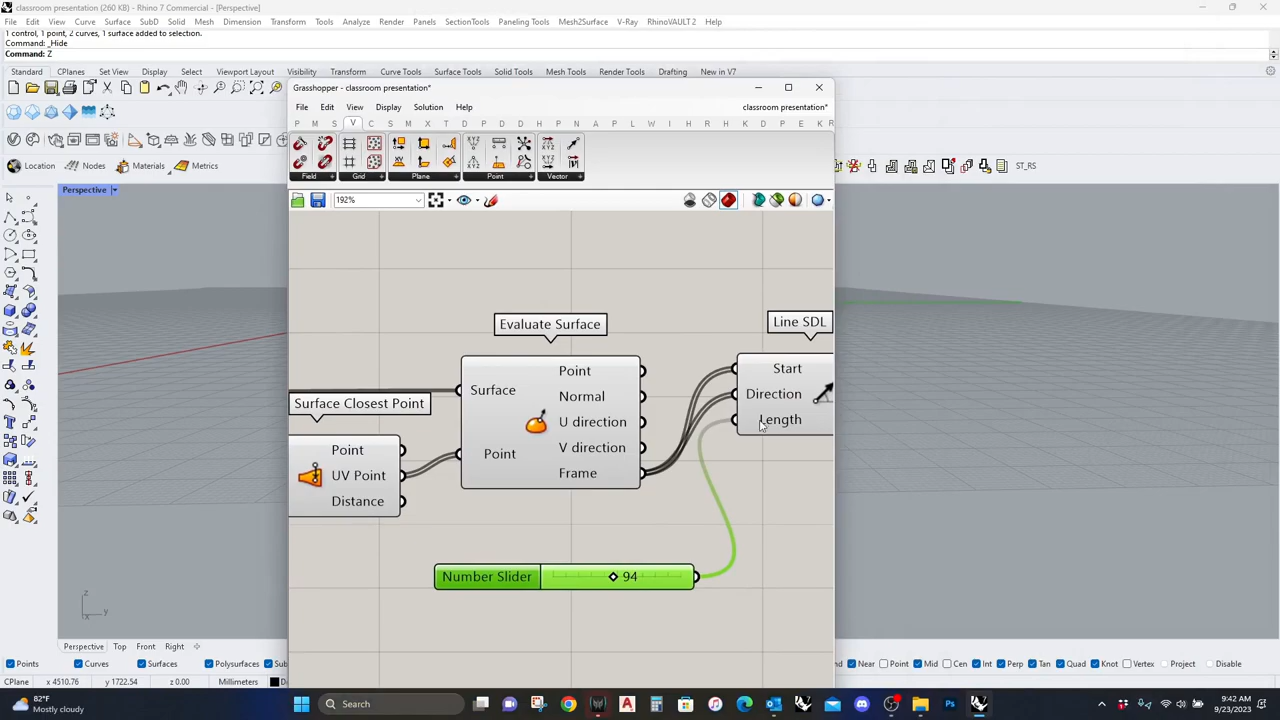 classroom presentation (260 KB) - Rhino 7 Commercial - [Perspective]
File Edit View Curve Surface SubD Solid Mesh Dimension Transform Tools Analyze Render Panels SectionTools Paneling Tools Mesh2Surface V-Ray RhinoVAULT 2 Help
1 control, 1 point, 2 curves, 1 surface added to selection.
Command: _Hide
Command: Z
Standard CPlanes Set View Display Select Viewport Layout Visibility Transform Curve Tools Surface Tools Solid Tools Mesh Tools Render Tools Drafting New in V7
Grasshopper - classroom presentation*
File Edit View Display Solution Help classroom presentation*
P M S V C S M X T D P D D L W I H R H K D P E K R
Location Nodes Materials Metrics ST_RS
Field Grid Plane Point Vector
Perspective
192%
Evaluate Surface
Line SDL
Point
Surface Normal
U direction
V direction
Point
Frame
Start
Direction
Length
Surface Closest Point
Point
UV Point
Distance
Number Slider 94
z
x y
Perspective Top Front Right
Points Curves Surfaces Polysurfaces Near Point Mid Cen Int Perp Tan Quad Knot Vertex Project Disable
CPlane x 4510.76 y 1722.54 z 0.00 Millimeters
82°F
Mostly cloudy
Search
9:42 AM
9/23/2023